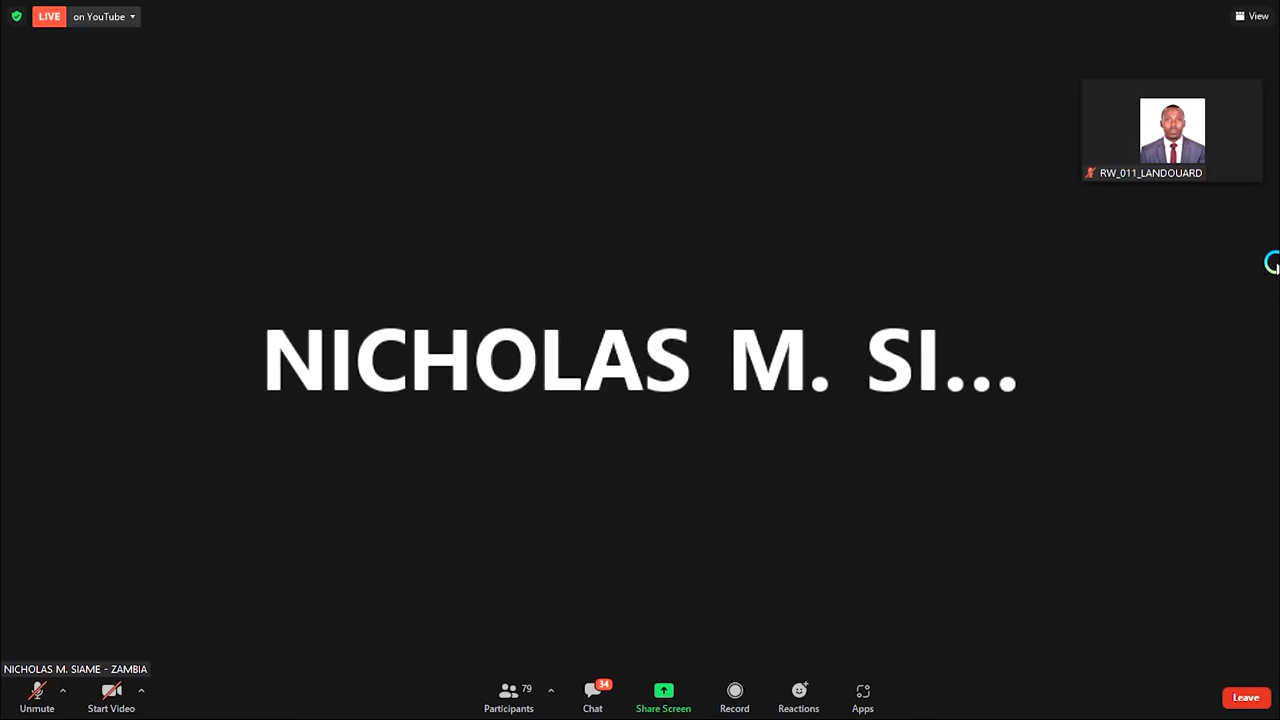 LIVE on YouTube
View
RW_011_LANDOUARD
NICHOLAS M. SI...
NICHOLAS M. SIAME - ZAMBIA
Unmute
Start Video
79
Participants
34
Chat
Share Screen
Record
Reactions
Apps
Leave